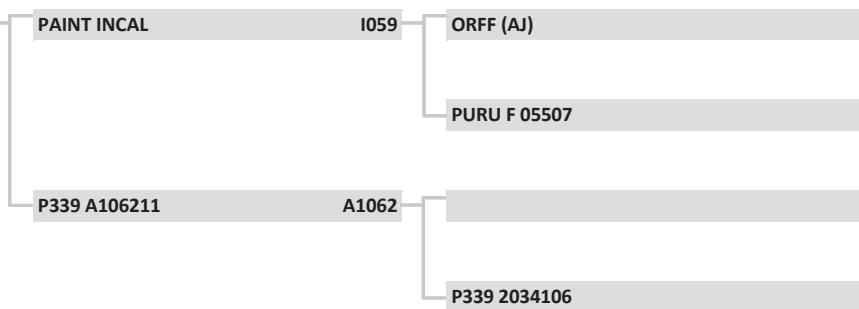 PAINT INCAL I059 ORFF (AJ)
PURU F 05507
P339 A106211 A1062
P339 2034106